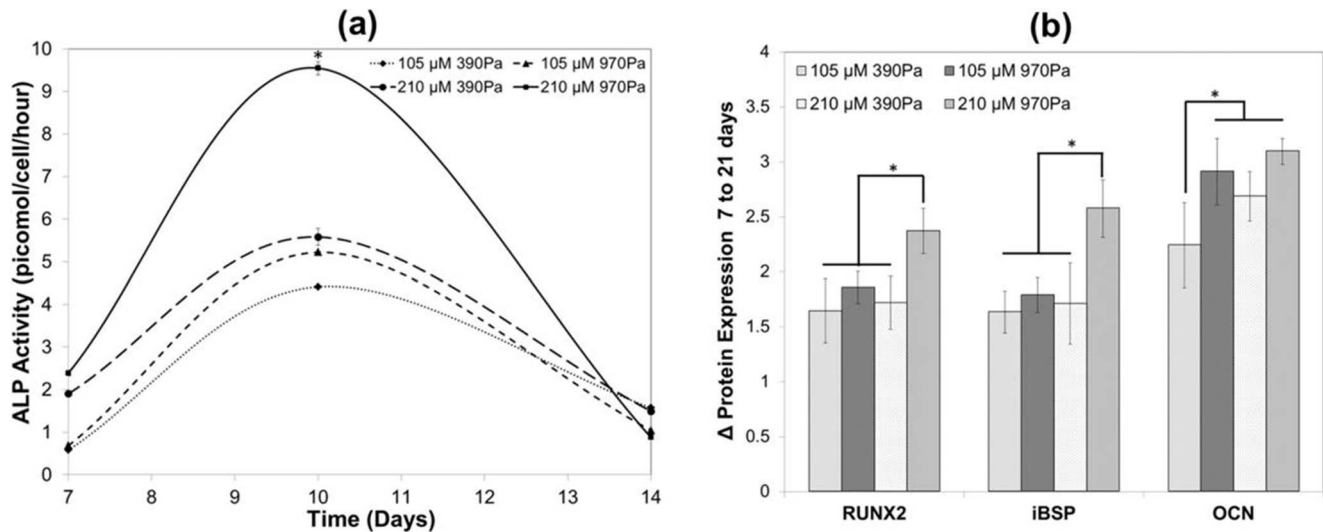 (a)
ALP Activity (picomol/cell/hour)
10
9
8
7
6
5
4
3
2
1
0
*
105 µM 390Pa
105 µM 970Pa
210 µM 390Pa
210 µM 970Pa
7 8 9 10 11 12 13 14
Time (Days)
(b)
Δ Protein Expression 7 to 21 days
4
3.5
3
2.5
2
1.5
1
0.5
0
105 µM 390Pa
105 µM 970Pa
210 µM 390Pa
210 µM 970Pa
*
*
*
RUNX2 iBSP OCN